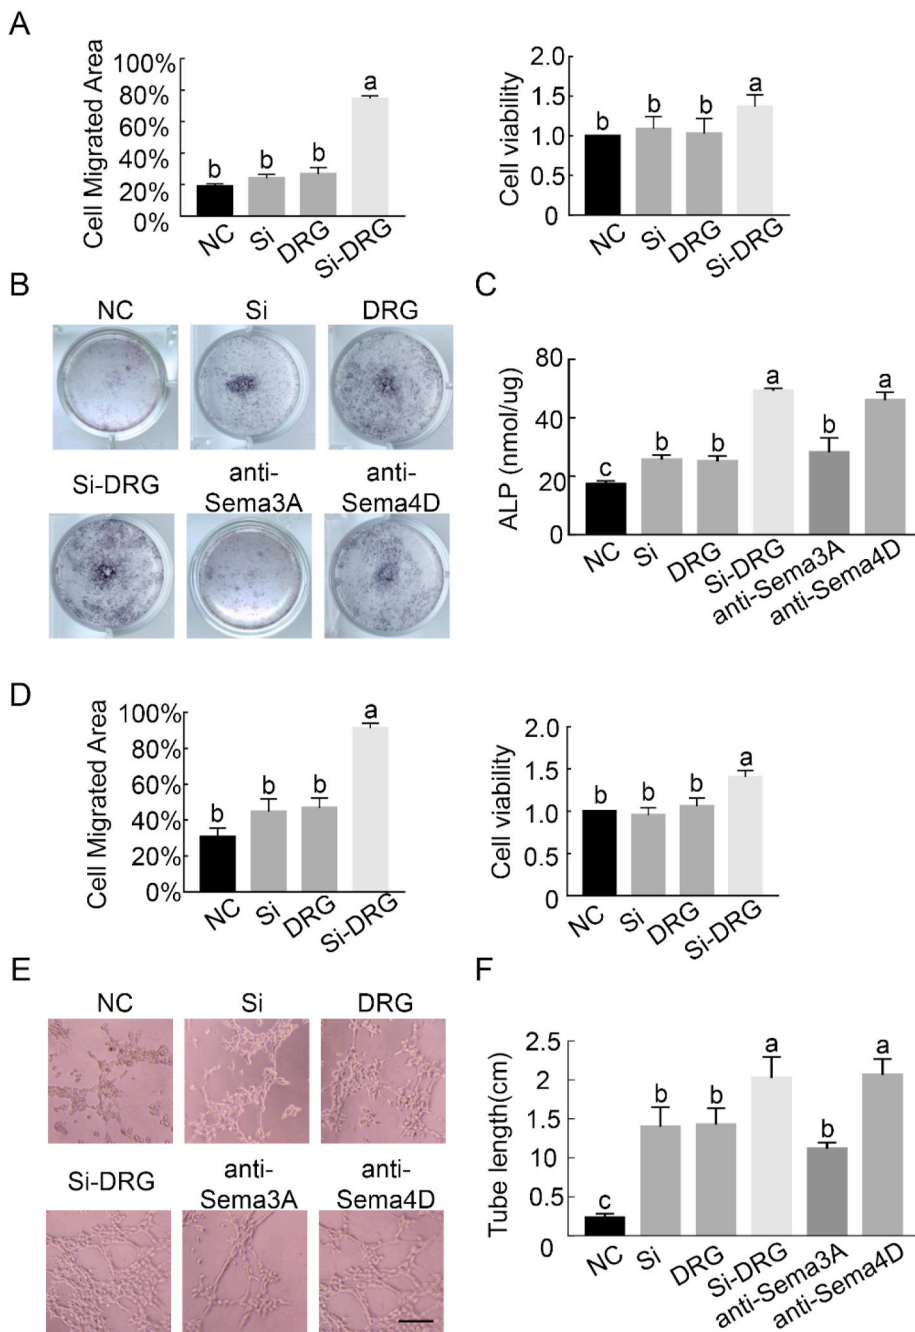 A
Cell Migrated Area
100%
80%
60%
40%
20%
0%
b
b
b
a
NC
Si
DRG
Si-DRG
Cell viability
2.0
1.5
1.0
0.5
0
b
b
b
a
NC
Si
DRG
Si-DRG
B
NC
Si
DRG
Si-DRG
anti-
Sema3A
anti-
Sema4D
C
ALP (nmol/ug)
80
40
20
0
c
b
b
a
b
a
NC
Si
DRG
Si-DRG
anti-Sema3A
anti-Sema4D
D
Cell Migrated Area
100%
80%
60%
40%
20%
0%
b
b
b
a
NC
Si
DRG
Si-DRG
Cell viability
2.0
1.5
1.0
0.5
0
b
b
b
a
NC
Si
DRG
Si-DRG
E
NC
Si
DRG
Si-DRG
anti-
Sema3A
anti-
Sema4D
F
Tube length(cm)
2.5
2
1.5
10
0.5
0
c
b
b
a
b
a
NC
Si
DRG
Si-DRG
anti-Sema3A
anti-Sema4D